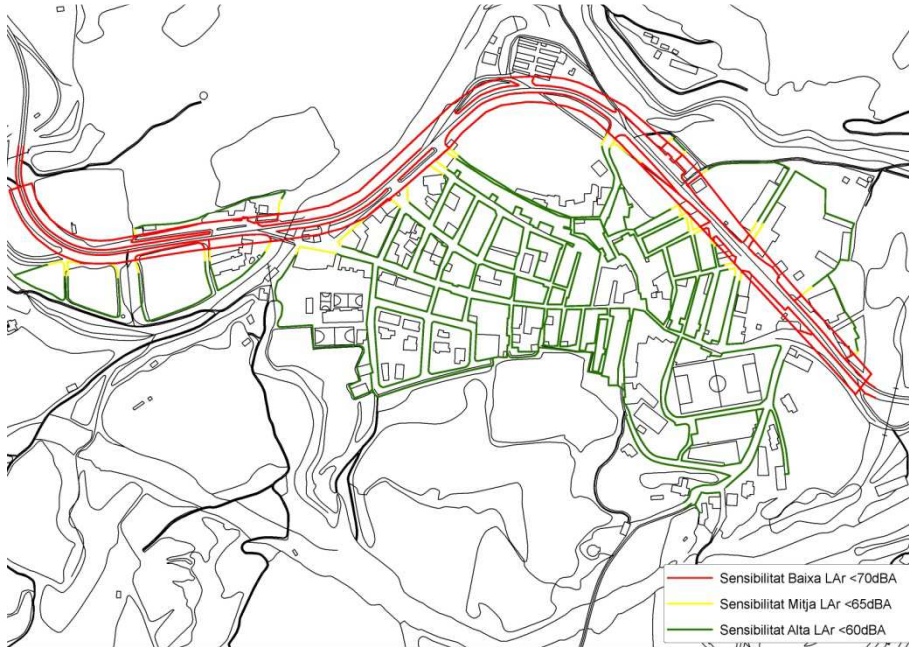 Sensibilitat Baixa LAr <70dBA
Sensibilitat Mitja LAr <65dBA
Sensibilitat Alta LAr <60dBA